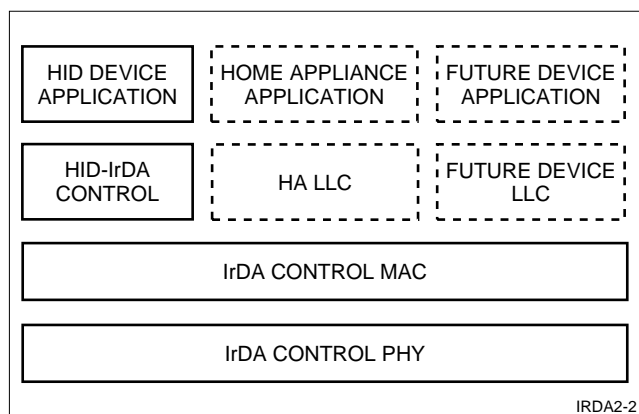 HID DEVICE
APPLICATION
HOME APPLIANCE
APPLICATION
FUTURE DEVICE
APPLICATION
HID-IrDA
CONTROL
HA LLC
FUTURE DEVICE
LLC
IrDA CONTROL MAC
IrDA CONTROL PHY
IRDA2-2